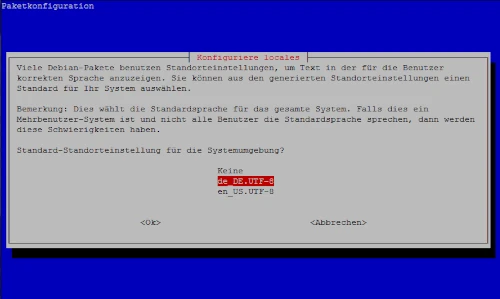 Paketkonfiguration
Konfiguriere locales
Viele Debian-Pakete benutzen Standorteinstellungen, um Text in der für die Benutzer
korrekten Sprache anzuzeigen. Sie können aus den generierten Standorteinstellungen einen
Standard für Ihr System auswählen.
Bemerkung: Dies wählt die Standardsprache für das gesamte System. Falls dies ein
Mehrbenutzer-System ist und nicht alle Benutzer die Standardsprache sprechen, dann werden
diese Schwierigkeiten haben.
Standard-Standorteinstellung für die Systemumgebung?
Keine
de_DE.UTF-8
en_US.UTF-8
<Ok> <Abbrechen>